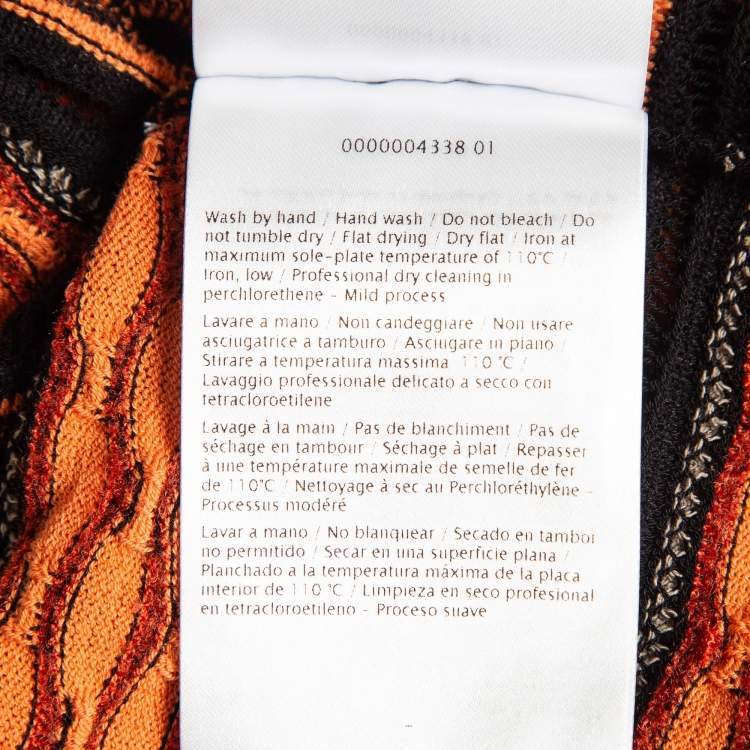 0000004338 01
Wash by hand / Hand wash / Do not bleach / Do
not tumble dry / Flat drying / Dry flat / Iron at
maximum sole-plate temperature of 110°C /
Iron, low / Professional dry cleaning in
perchlorethene - Mild process
Lavare a mano / Non candeggiare / Non usare
asciugatrice a tamburo / Asciugare in piano /
Stirare a temperatura massima 110 °C /
Lavaggio professionale delicato a secco con
tetracloroetilene
Lavage à la main / Pas de blanchiment / Pas de
séchage en tambour / Séchage à plat / Repasser
à une température maximale de semelle de fer
de 110°C / Nettoyage à sec au Perchloréthylène -
Processus modéré
Lavar a mano / No blanquear / Secado en tambor
no permitido / Secar en una superficie plana /
Planchado a la temperatura máxima de la placa
interior de 110 °C / Limpieza en seco profesional
en tetracloroetileno - Proceso suave